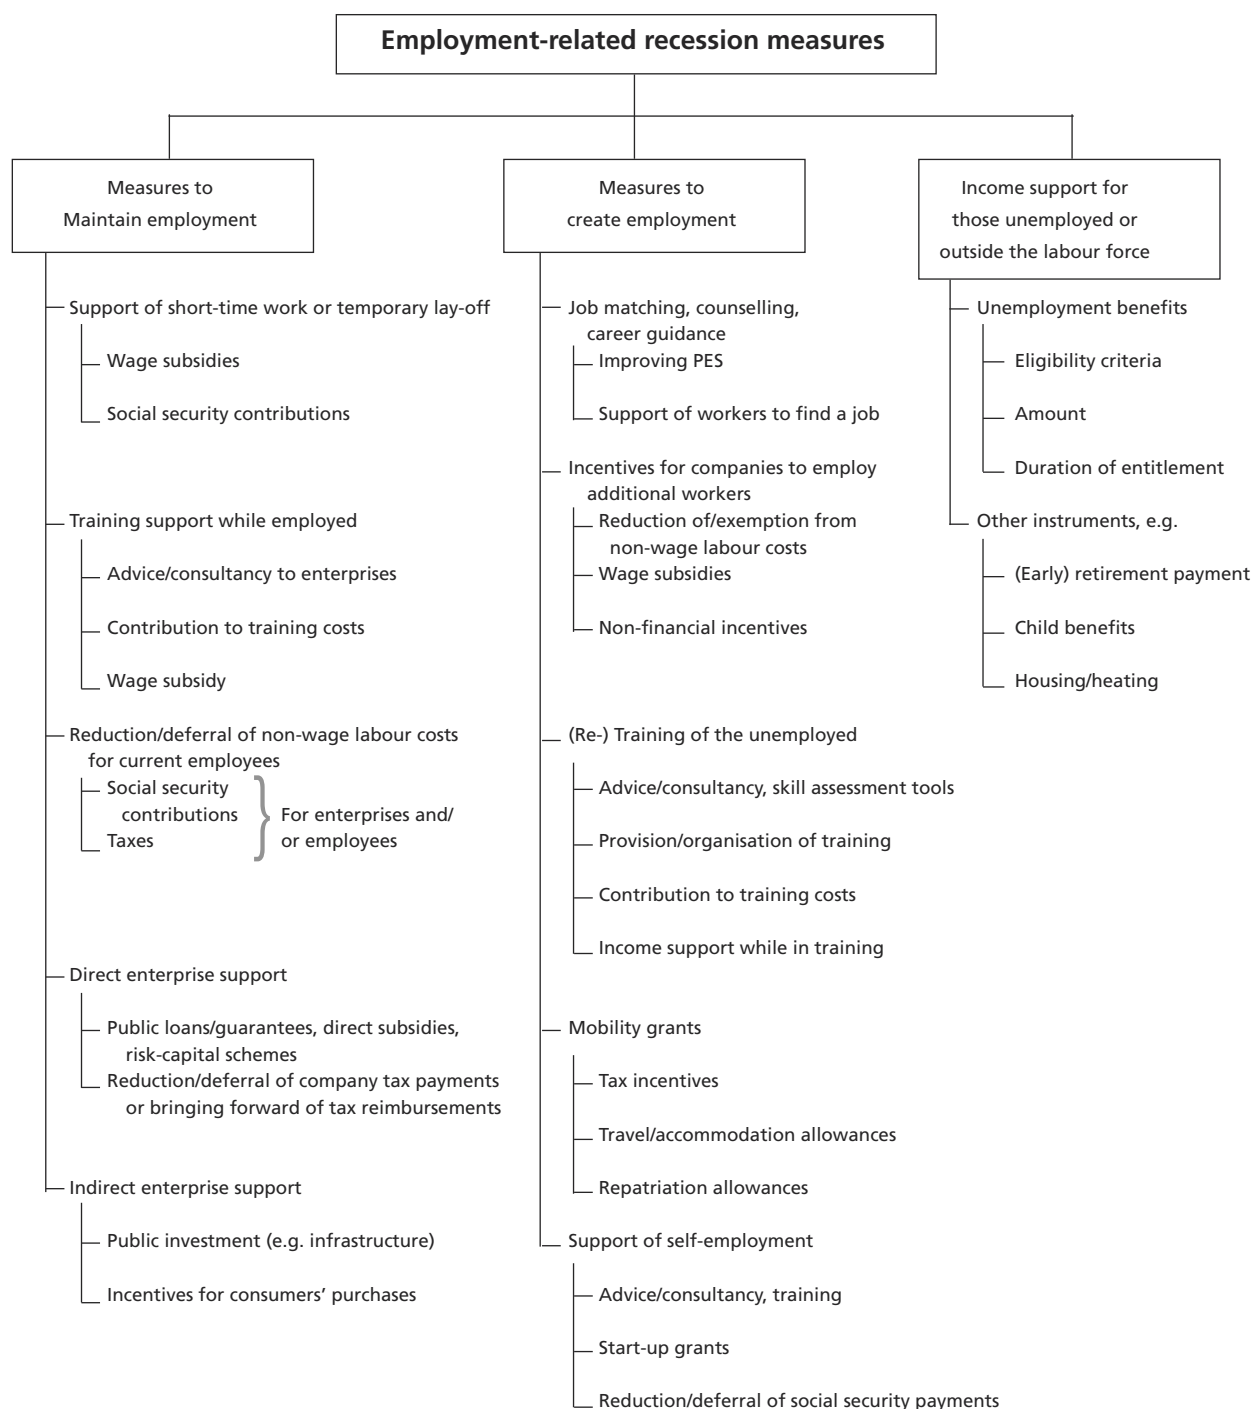 Employment-related recession measures
Measures to
Maintain employment
Support of short-time work or temporary lay-off
Wage subsidies
Social security contributions
Training support while employed
Advice/consultancy to enterprises
Contribution to training costs
Wage subsidy
Reduction/deferral of non-wage labour costs
for current employees
Social security
contributions
Taxes
For enterprises and/
or employees
Direct enterprise support
Public loans/guarantees, direct subsidies,
risk-capital schemes
Reduction/deferral of company tax payments
or bringing forward of tax reimbursements
Indirect enterprise support
Public investment (e.g. infrastructure)
Incentives for consumers’ purchases
Measures to
create employment
Job matching, counselling,
career guidance
Improving PES
Support of workers to find a job
Incentives for companies to employ
additional workers
Reduction of/exemption from
non-wage labour costs
Wage subsidies
Non-financial incentives
(Re-) Training of the unemployed
Advice/consultancy, skill assessment tools
Provision/organisation of training
Contribution to training costs
Income support while in training
Mobility grants
Tax incentives
Travel/accommodation allowances
Repatriation allowances
Support of self-employment
Advice/consultancy, training
Start-up grants
Reduction/deferral of social security payments
Income support for
those unemployed or
outside the labour force
Unemployment benefits
Eligibility criteria
Amount
Duration of entitlement
Other instruments, e.g.
(Early) retirement payment
Child benefits
Housing/heating